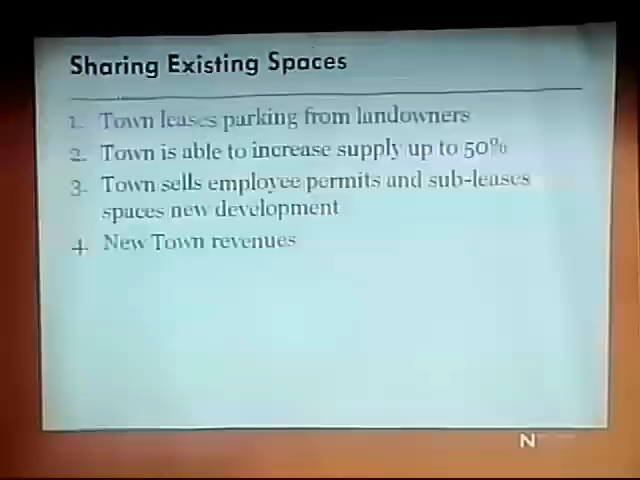 Sharing Existing Spaces
1. Town leases parking from landowners
2. Town is able to increase supply up to 50%
3. Town sells employee permits and sub-leases
spaces new development
4. New Town revenues
N